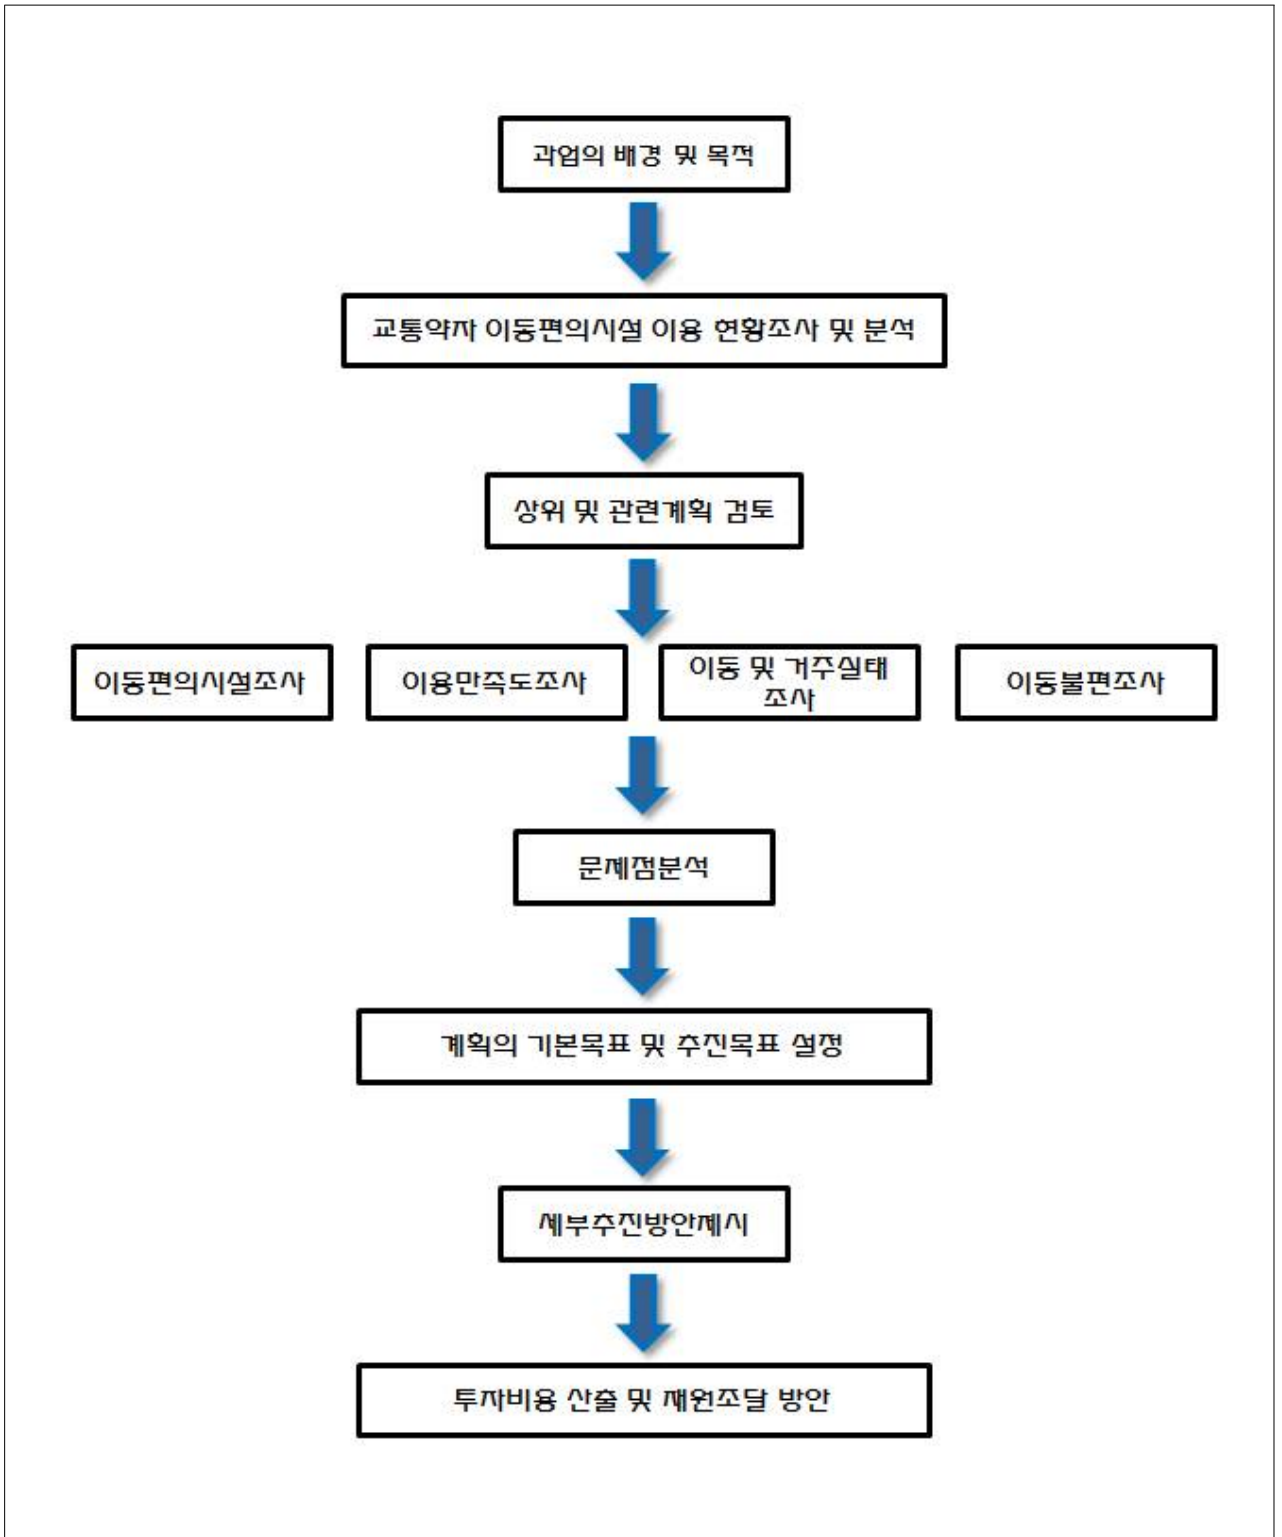 과업의 배경 및 목적
교통약자 이동편의시설 이용 현황조사 및 분석
상위 및 관련계획 검토
이동편의시설조사
이용만족도조사
이동 및 거주실태
조사
이동불편조사
문제점분석
계획의 기본목표 및 추진목표 설정
세부추진방안제시
투자비용 산출 및 재원조달 방안